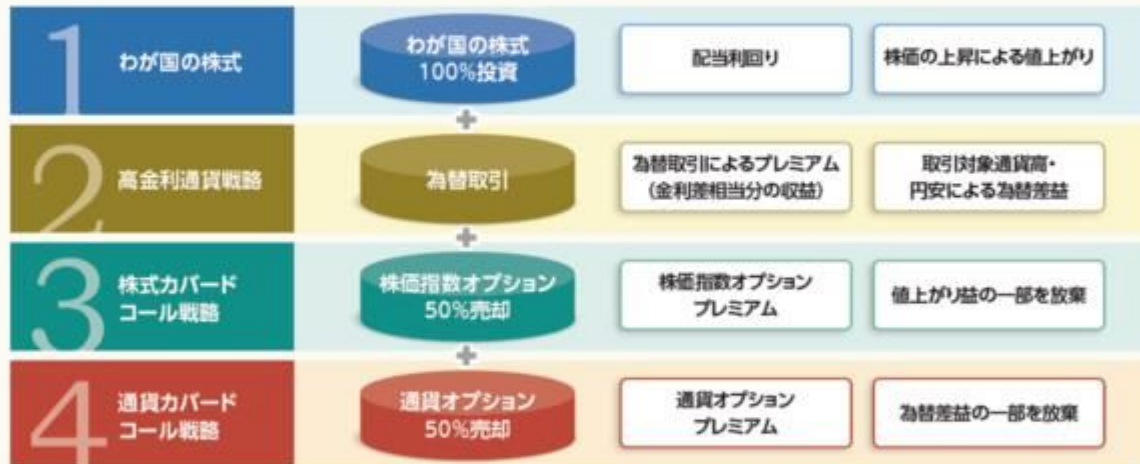 1
わが国の株式
わが国の株式
100%投資
配当利回り
株価の上昇による値上がり
+
2
高金利通貨戦略
為替取引
為替取引によるプレミアム
(金利差相当分の収益)
取引対象通貨高・
円安による為替差益
+
3
株式カバード
コール戦略
株価指数オプション
50%売却
株価指数オプション
プレミアム
値上がり益の一部を放棄
+
4
通貨カバード
コール戦略
通貨オプション
50%売却
通貨オプション
プレミアム
為替差益の一部を放棄